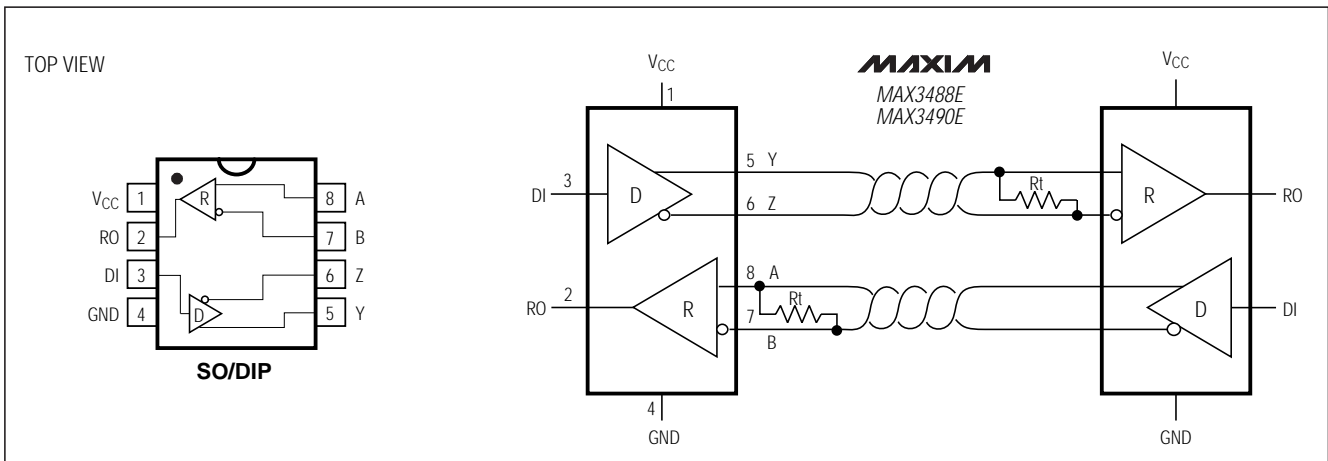 TOP VIEW
VCC 1
RO 2
DI 3
GND 4
8 A
7 B
6 Z
5 Y
R
D
SO/DIP
MAXIM
MAX3488E
MAX3490E
VCC
1
DI 3
D
5 Y
6 Z
Rt
R
RO
RO 2
R
8 A
7
B
Rt
D
DI
4
GND
VCC
GND